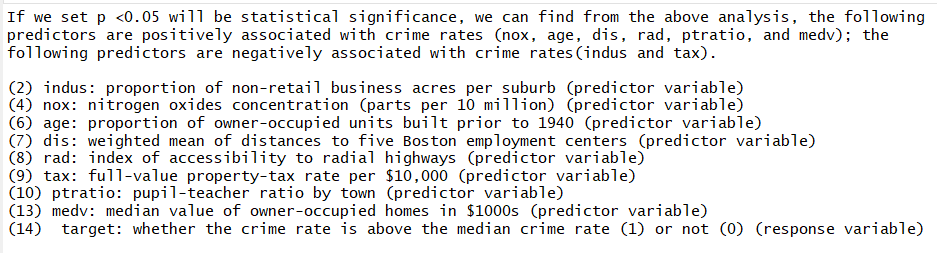 If we set p <0.05 will be statistical significance, we can find from the above analysis, the following
predictors are positively associated with crime rates (nox, age, dis, rad, ptratio, and medv); the
following predictors are negatively associated with crime rates(indus and tax).
(2) indus: proportion of non-retail business acres per suburb (predictor variable)
(4) nox: nitrogen oxides concentration (parts per 10 million) (predictor variable)
(6) age: proportion of owner-occupied units built prior to 1940 (predictor variable)
(7) dis: weighted mean of distances to five Boston employment centers (predictor variable)
(8) rad: index of accessibility to radial highways (predictor variable)
(9) tax: full-value property-tax rate per $10,000 (predictor variable)
(10) ptratio: pupil-teacher ratio by town (predictor variable)
(13) medv: median value of owner-occupied homes in $1000s (predictor variable)
(14)  target: whether the crime rate is above the median crime rate (1) or not (0) (response variable)